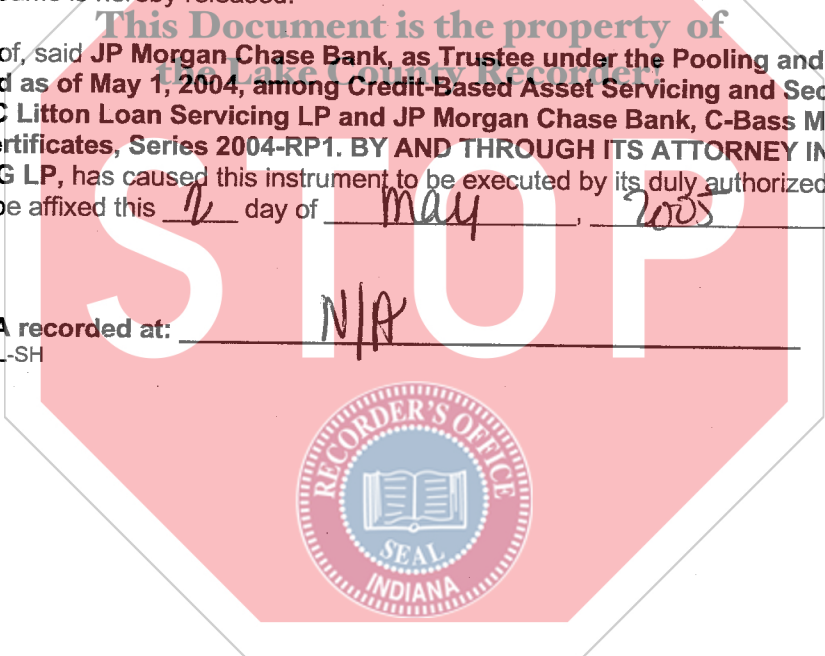 is hereby released.
This Document is the property of
the Lake County Recorder!
of, said JP Morgan Chase Bank, as Trustee under the Pooling and
d as of May 1, 2004, among Credit-Based Asset Servicing and Sec
C Litton Loan Servicing LP and JP Morgan Chase Bank, C-Bass M
ertificates, Series 2004-RP1. BY AND THROUGH ITS ATTORNEY IN
G LP, has caused this instrument to be executed by its duly authorized
be affixed this 2 day of May, 2005
STOP
A recorded at: N/A
L-SH
RECORDER'S OFFICE
SEAL
INDIANA